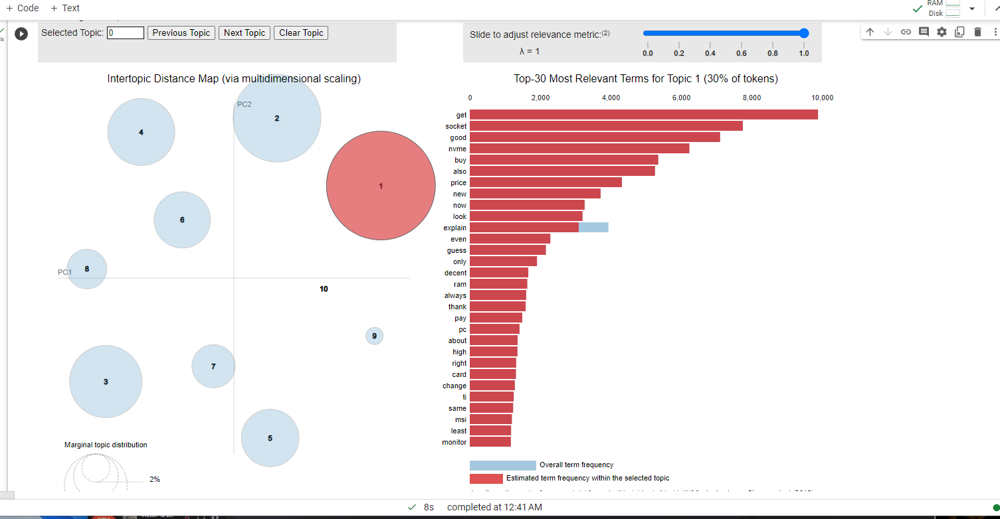 + Code + Text
RAM
Disk
Selected Topic: 0 Previous Topic Next Topic Clear Topic
Slide to adjust relevance metric:(2)
λ = 1
0.0 0.2 0.4 0.6 0.8 1.0
Intertopic Distance Map (via multidimensional scaling)
PC2
PC1
4
2
1
6
8
10
9
7
3
5
Marginal topic distribution
2%
Top-30 Most Relevant Terms for Topic 1 (30% of tokens)
0 2,000 4,000 6,000 8,000 10,000
get
socket
good
nvme
buy
also
price
new
now
look
explain
even
guess
only
decent
ram
always
thank
pay
pc
about
high
right
card
change
ti
same
msi
least
monitor
Overall term frequency
Estimated term frequency within the selected topic
8s completed at 12:41 AM